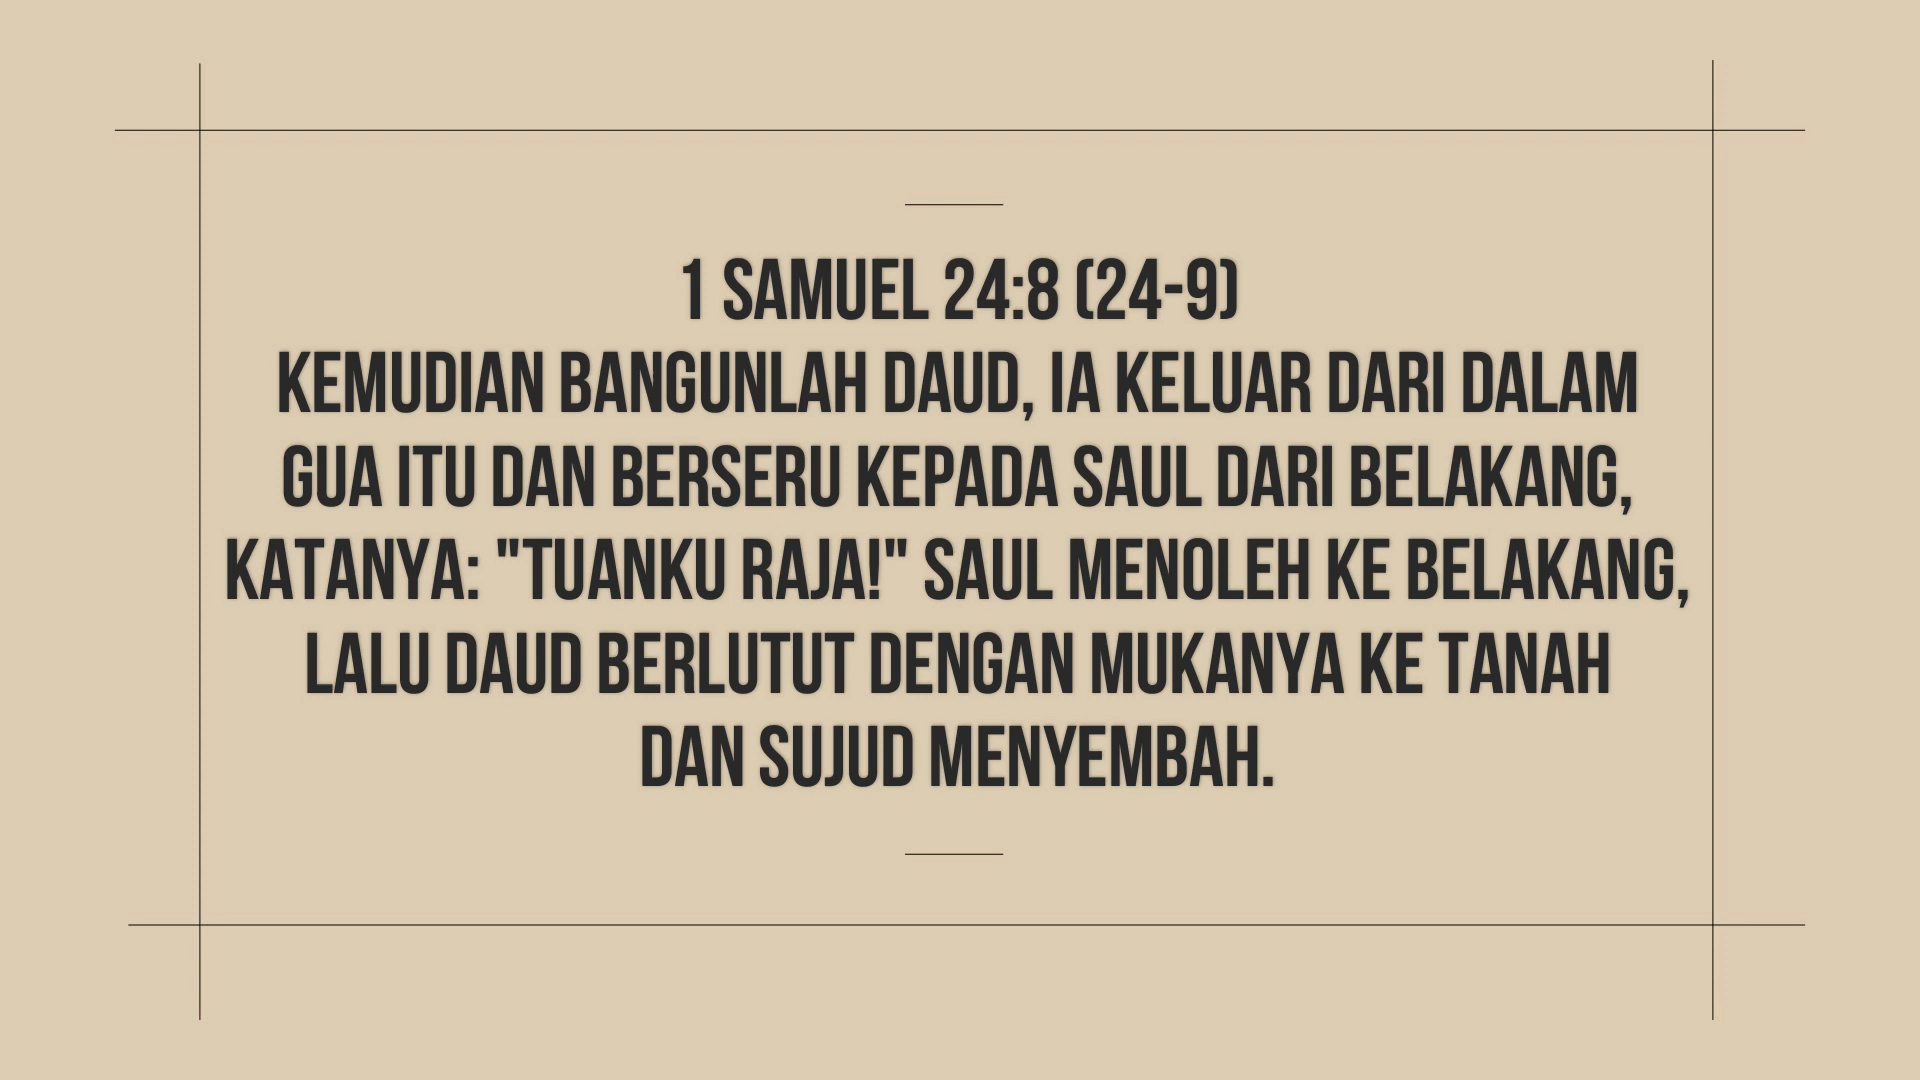 1 SAMUEL 24:8 (24-9)
KEMUDIAN BANGUNLAH DAUD, IA KELUAR DARI DALAM
GUA ITU DAN BERSERU KEPADA SAUL DARI BELAKANG,
KATANYA: "TUANKU RAJA!" SAUL MENOLEH KE BELAKANG,
LALU DAUD BERLUTUT DENGAN MUKANYA KE TANAH
DAN SUJUD MENYEMBAH.